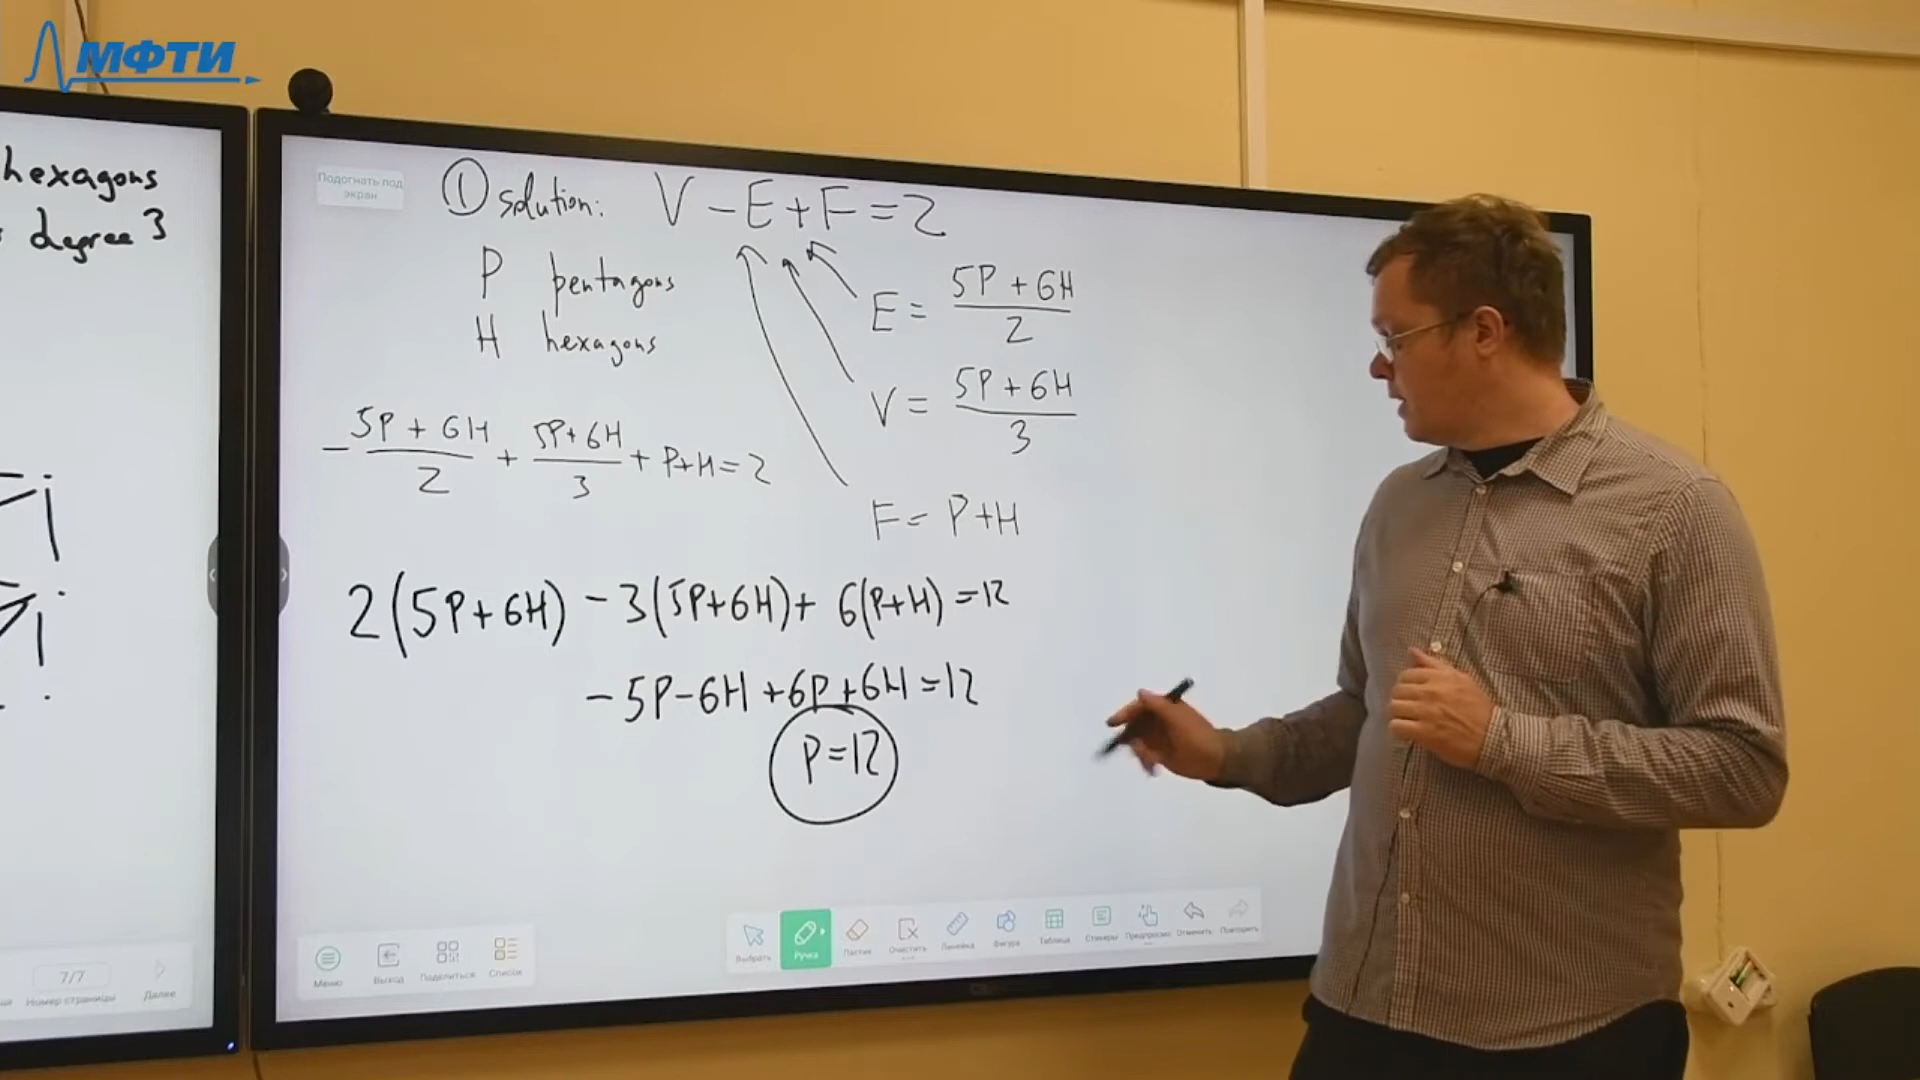 МФТИ
hexagons
degree 3
Подогнать под
экран
① solution: V - E + F = 2
P pentagons
H hexagons
E = (5P + 6H)/2
V = (5P + 6H)/3
F = P+H
- (5P + 6H)/2 + (5P+6H)/3 + P+H = 2
2(5P+6H) - 3(5P+6H) + 6(P+H) = 12
- 5P - 6H + 6P + 6H = 12
P = 12
7/7
Номер страницы
Далее
Меню
Выход
Поделиться
Список
Выбрать
Ручка
Ластик
Очистить
Линейка
Фигура
Таблица
Стикеры
Отменить
Повторить